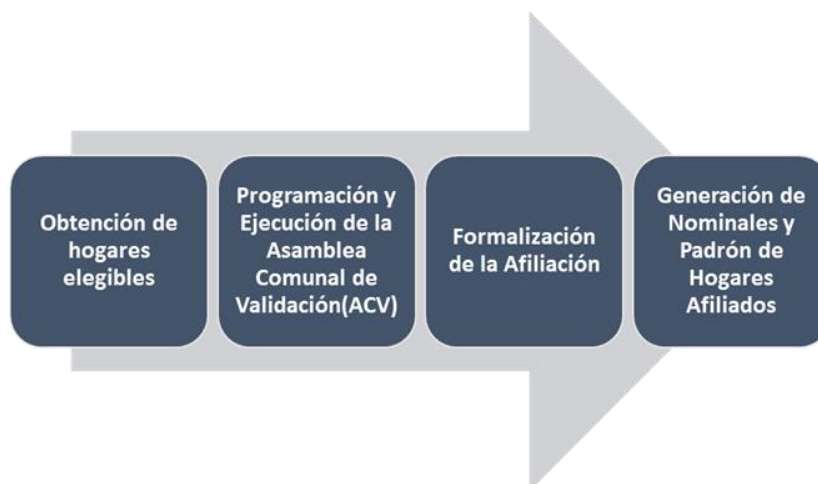 Obtención de
hogares
elegibles
Programación y
Ejecución de la
Asamblea
Comunal de
Validación(ACV)
Formalización
de la Afiliación
Generación de
Nominales y
Padrón de
Hogares
Afiliados